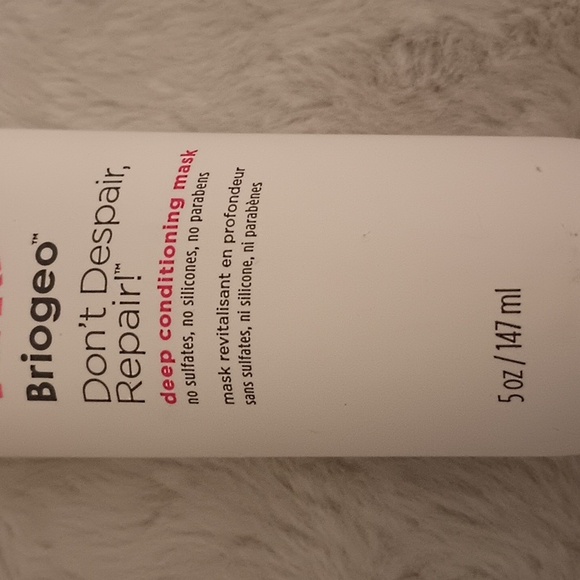 Briogeo™
Don't Despair,
Repair!™
deep conditioning mask
no sulfates, no silicones, no parabens
mask revitalisant en profondeur
sans sulfates, ni silicone, ni parabènes
5 oz / 147 ml